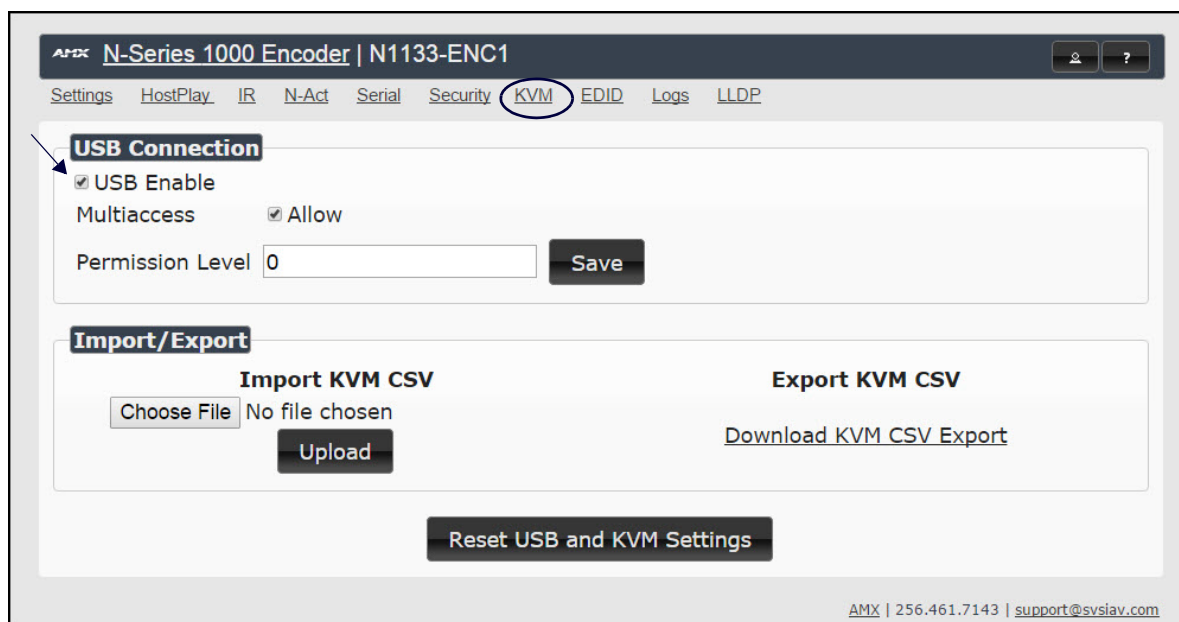 AMX N-Series 1000 Encoder | N1133-ENC1 ?
Settings HostPlay IR N-Act Serial Security KVM EDID Logs LLDP
USB Connection
USB Enable
Multiaccess Allow
Permission Level 0 Save
Import/Export
Import KVM CSV Export KVM CSV
Choose File No file chosen
Download KVM CSV Export
Upload
Reset USB and KVM Settings
AMX | 256.461.7143 | support@svsiav.com